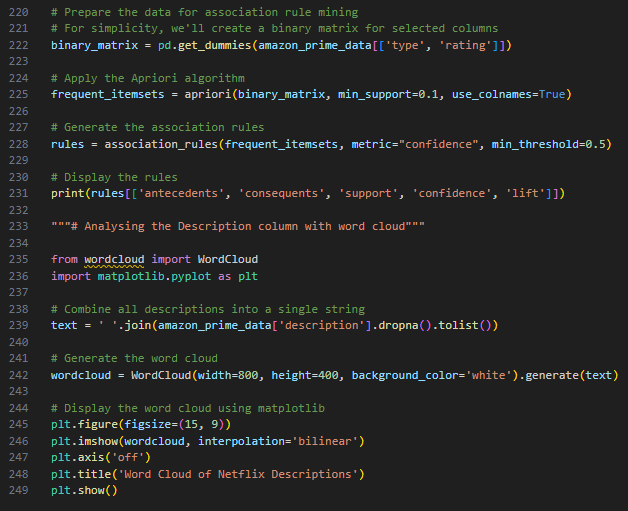 220 # Prepare the data for association rule mining
221 # For simplicity, we'll create a binary matrix for selected columns
222 binary_matrix = pd.get_dummies(amazon_prime_data[['type', 'rating']])
223
224 # Apply the Apriori algorithm
225 frequent_itemsets = apriori(binary_matrix, min_support=0.1, use_colnames=True)
226
227 # Generate the association rules
228 rules = association_rules(frequent_itemsets, metric="confidence", min_threshold=0.5)
229
230 # Display the rules
231 print(rules[['antecedents', 'consequents', 'support', 'confidence', 'lift']])
232
233 """# Analysing the Description column with word cloud"""
234
235 from wordcloud import WordCloud
236 import matplotlib.pyplot as plt
237
238 # Combine all descriptions into a single string
239 text = ' '.join(amazon_prime_data['description'].dropna().tolist())
240
241 # Generate the word cloud
242 wordcloud = WordCloud(width=800, height=400, background_color='white').generate(text)
243
244 # Display the word cloud using matplotlib
245 plt.figure(figsize=(15, 9))
246 plt.imshow(wordcloud, interpolation='bilinear')
247 plt.axis('off')
248 plt.title('Word Cloud of Netflix Descriptions')
249 plt.show()